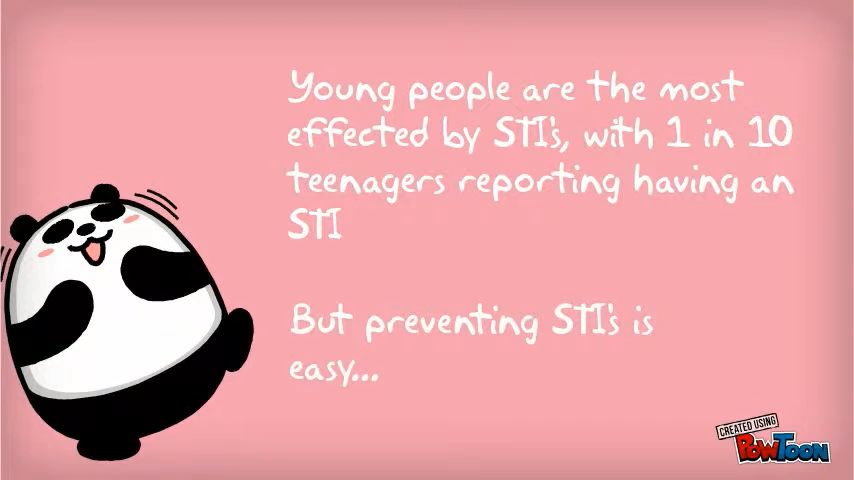 Young people are the most
effected by STI's, with 1 in 10
teenagers reporting having an
STI
But preventing STI's is
easy...
CREATED USING
POWTOON